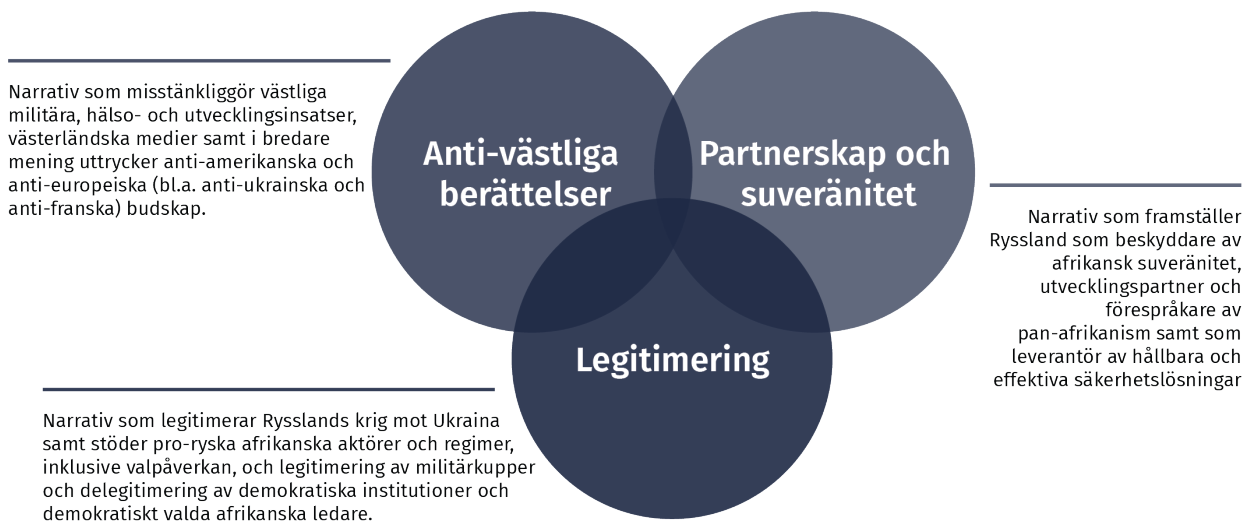 Narrativ som misstänkliggör västliga
militära, hälso- och utvecklingsinsatser,
västerländska medier samt i bredare
mening uttrycker anti-amerikanska och
anti-europeiska (bl.a. anti-ukrainska och
anti-franska) budskap.
Anti-västliga
berättelser
Partnerskap och
suveränitet
Narrativ som framställer
Ryssland som beskyddare av
afrikansk suveränitet,
utvecklingspartner och
förespråkare av
pan-afrikanism samt som
leverantör av hållbara och
effektiva säkerhetslösningar
Legitimering
Narrativ som legitimerar Rysslands krig mot Ukraina
samt stöder pro-ryska afrikanska aktörer och regimer,
inklusive valpåverkan, och legitimering av militärkupper
och delegitimering av demokratiska institutioner och
demokratiskt valda afrikanska ledare.